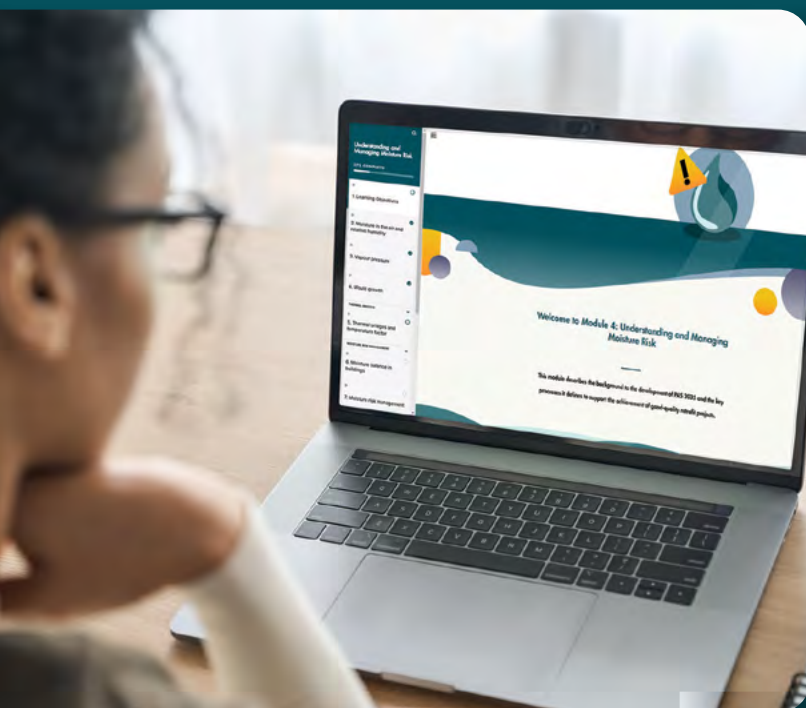 Understanding and
Managing Moisture Risk
1. Learning Objectives
2. Moisture in the air and
relative humidity
3. Vapour pressure
4. Mould growth
5. Thermal bridges and
temperature factor
6. Moisture balance in
buildings
7. Moisture risk management
Welcome to Module 4: Understanding and Managing
Moisture Risk
This module describes the background to the development of PAS 2035 and the key
processes it defines to support the achievement of good-quality retrofit projects.